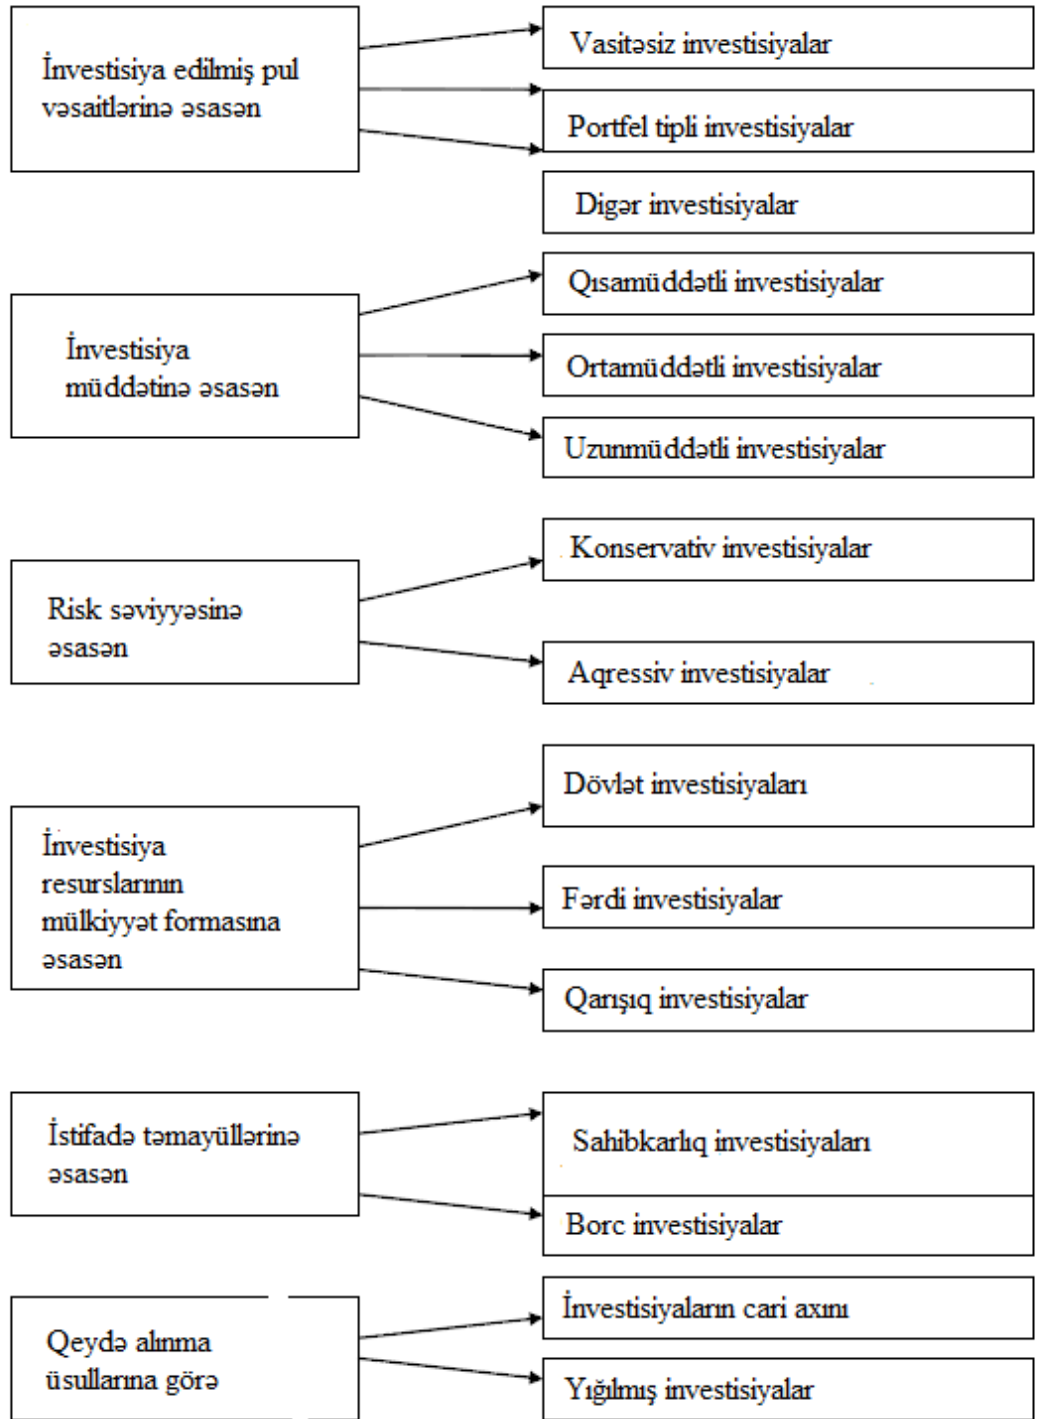 İnvestisiya edilmiş pul
vəsaitlərinə əsasən
Vasitəsiz investisiyalar
Portfel tipli investisiyalar
Digər investisiyalar
İnvestisiya
müddətinə əsasən
Qısamüddətli investisiyalar
Ortamüddətli investisiyalar
Uzunmüddətli investisiyalar
Risk səviyyəsinə
əsasən
Konservativ investisiyalar
Aqressiv investisiyalar
İnvestisiya
resurslarının
mülkiyyət formasına
əsasən
Dövlət investisiyaları
Fərdi investisiyalar
Qarışıq investisiyalar
İstifadə təmayüllərinə
əsasən
Sahibkarlıq investisiyaları
Borc investisiyalar
Qeydə alınma
üsullarına görə
İnvestisiyaların cari axını
Yığılmış investisiyalar